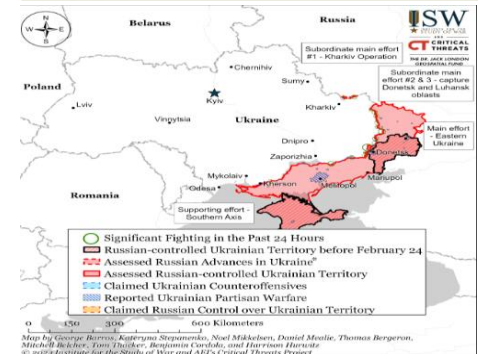 Belarus
Russia
ISW
CT
CRITICAL
THREATS
THE DR. JACK LONDON
GEOSPATIAL FUND
N
W
E
S
Subordinate main effort
#1 - Kharkiv Operation
Subordinate main
effort #2 & 3 - capture
Donetsk and Luhansk
oblasts
Poland
Chernihiv
Sumy
Kyiv
Lviv
Kharkiv
Vinnytsia
Ukraine
Main effort
- Eastern
Ukraine
Dnipro
Donetsk
Zaporizhia
Mykolaiv
Mariupol
Romania
Odesa
Kherson
Melitopol
Supporting effort -
Southern Axis
Significant Fighting in the Past 24 Hours
Russian-controlled Ukrainian Territory before February 24
Assessed Russian Advances in Ukraine*
Assessed Russian-controlled Ukrainian Territory
Claimed Ukrainian Counteroffensives
Reported Ukrainian Partisan Warfare
Claimed Russian Control over Ukrainian Territory
0 150 300 600 Kilometers
Map by George Barros, Kateryna Stepanenko, Noel Mikkelsen, Daniel Mealie, Thomas Bergeron,
Mitchell Belcher, Tom Thacker, Benjamin Cordola, and Harrison Hurwitz
Institute for the Study of War and AEI's Critical Threats Project